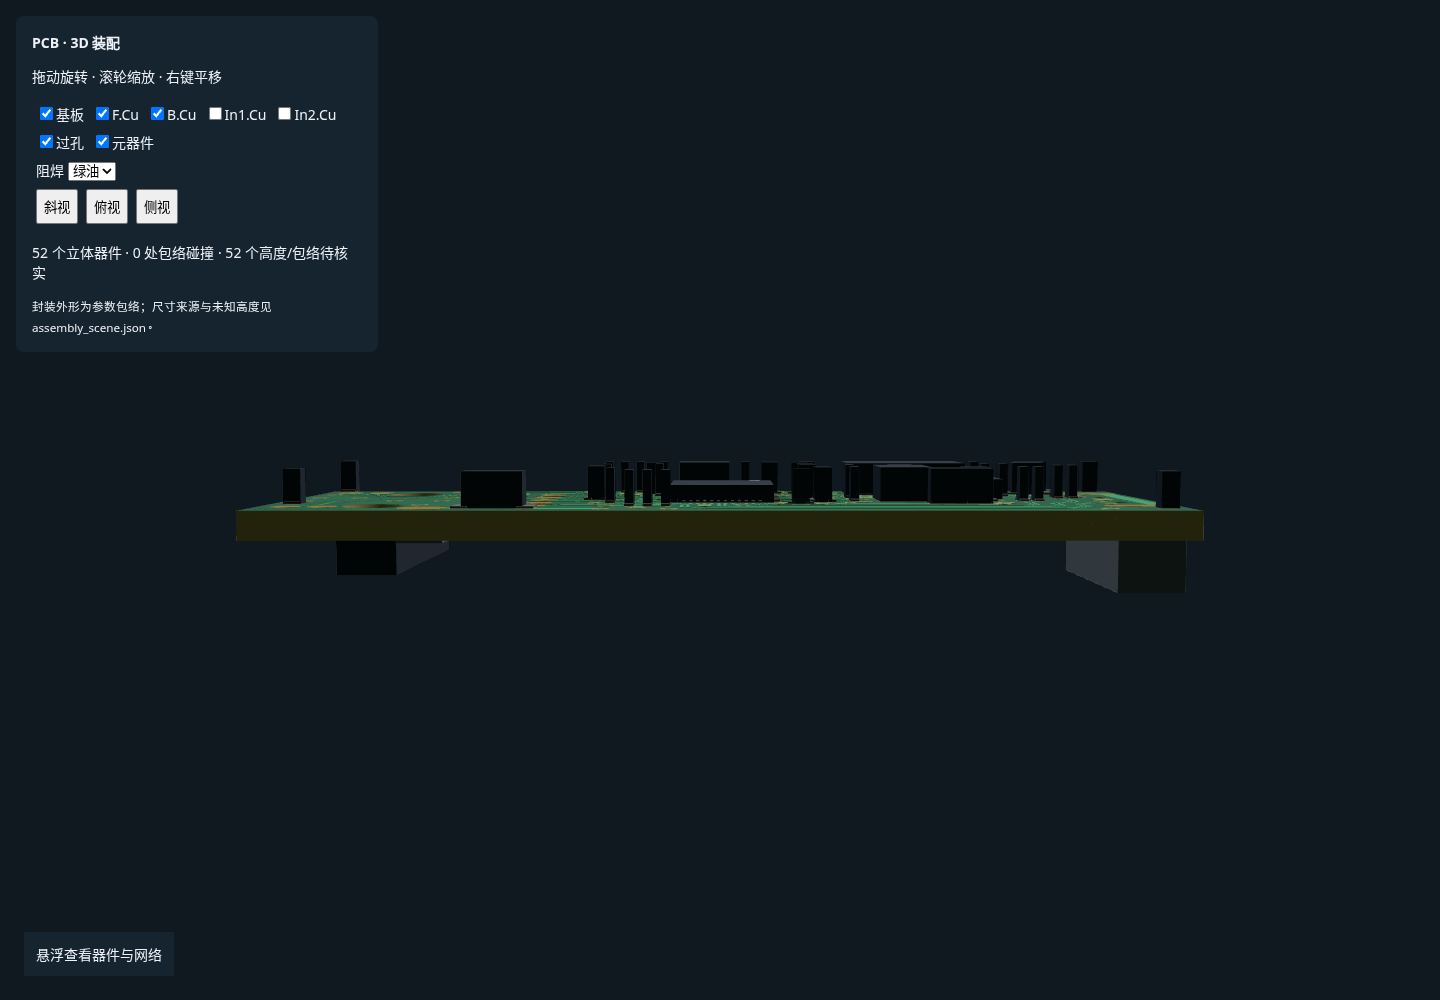 PCB · 3D 装配
拖动旋转 · 滚轮缩放 · 右键平移
基板 F.Cu B.Cu In1.Cu In2.Cu
过孔 元器件
阻焊 绿油
斜视 俯视 侧视
52 个立体器件 · 0 处包络碰撞 · 52 个高度/包络待核
实
封装外形为参数包络；尺寸来源与未知高度见
assembly_scene.json。
悬浮查看器件与网络